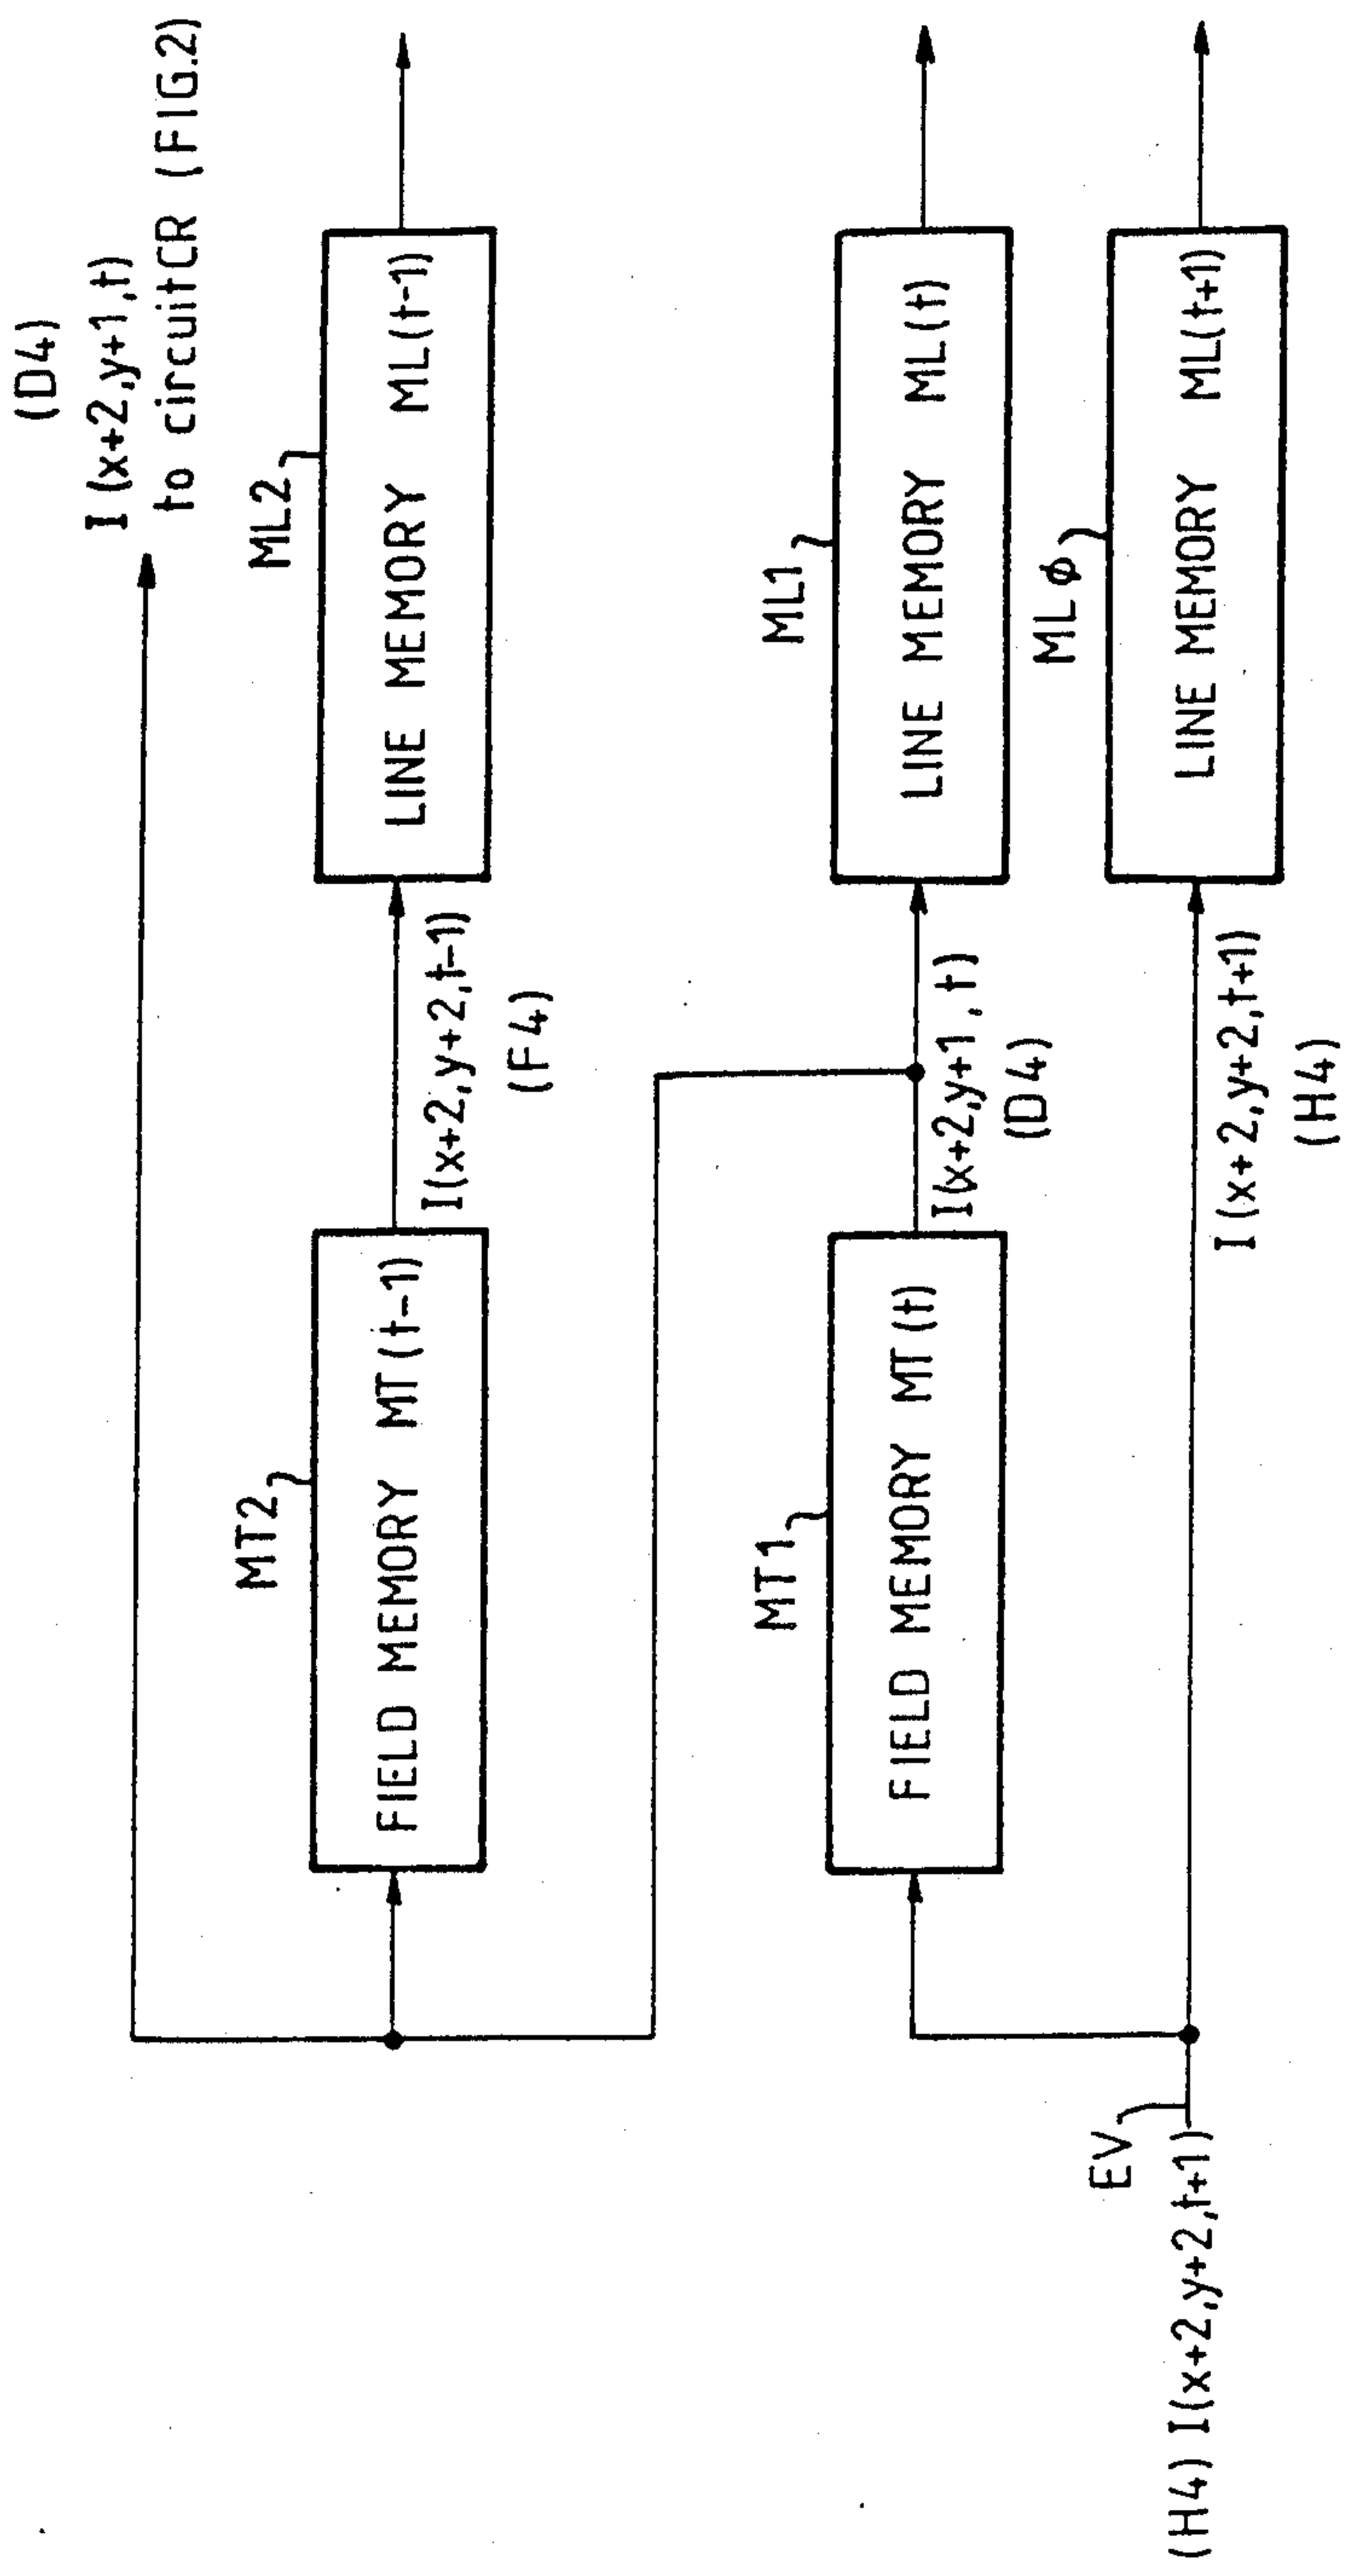 (D4)
I(x+2,y+1,t)
to circuit CR (FIG.2)
MT2
ML2
FIELD MEMORY MT(t-1)
I(x+2,y+2,t-1)
(F4)
LINE MEMORY ML(t-1)
MT1
ML1
FIELD MEMORY MT(t)
I(x+2,y+1,t)
(D4)
LINE MEMORY ML(t)
EV
MLϕ
(H4) I(x+2,y+2,t+1)
I(x+2,y+2,t+1)
(H4)
LINE MEMORY ML(t+1)